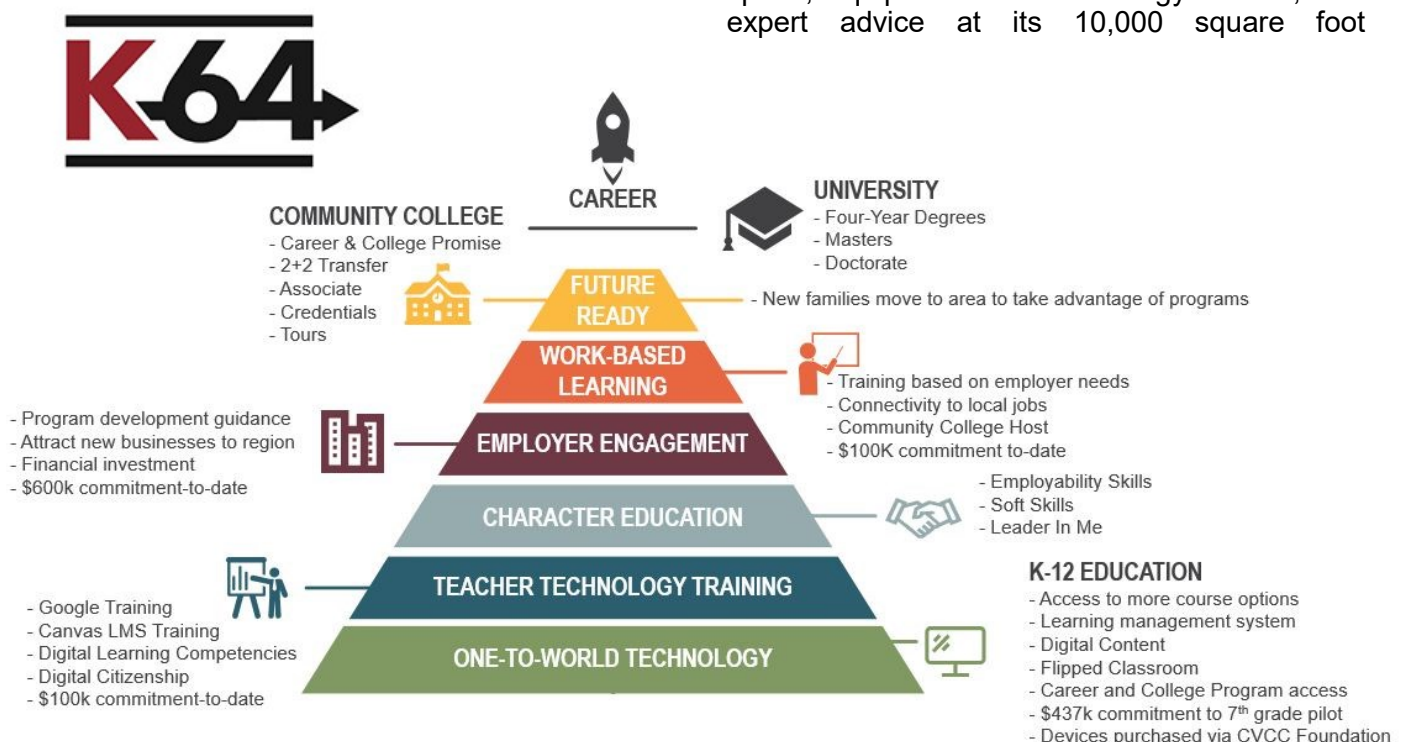 expert advice at its 10,000 square foot
K-64
CAREER
COMMUNITY COLLEGE
- Career & College Promise
- 2+2 Transfer
- Associate
- Credentials
- Tours
UNIVERSITY
- Four-Year Degrees
- Masters
- Doctorate
FUTURE
READY
- New families move to area to take advantage of programs
WORK-BASED
LEARNING
- Training based on employer needs
- Connectivity to local jobs
- Community College Host
- $100K commitment to-date
- Program development guidance
- Attract new businesses to region
- Financial investment
- $600k commitment-to-date
EMPLOYER ENGAGEMENT
CHARACTER EDUCATION
- Employability Skills
- Soft Skills
- Leader In Me
TEACHER TECHNOLOGY TRAINING
- Google Training
- Canvas LMS Training
- Digital Learning Competencies
- Digital Citizenship
- $100k commitment-to-date
ONE-TO-WORLD TECHNOLOGY
K-12 EDUCATION
- Access to more course options
- Learning management system
- Digital Content
- Flipped Classroom
- Career and College Program access
- $437k commitment to 7th grade pilot
- Devices purchased via CVCC Foundation